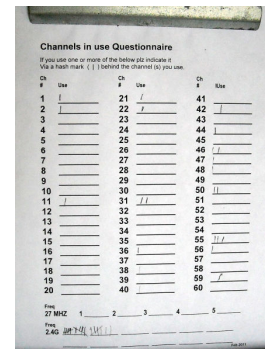 Channels in use Questionnaire
If you use one or more of the below plz indicate it
Via a hash mark ( | ) behind the channel (s) you use.
Ch Ch Ch
# Use # Use # IUse
1 | 21 | 41
2 | 22 | 42 |
3 23 43
4 24 44 |
5 25 45
6 26 46 ||
7 27 47 |
8 28 48 |
9 29 49
10 30 50 ||
11 | 31 || 51
12 32 52
13 33 53
14 34 54
15 35 55 |||
16 36 | 56
17 37 57
18 38 | 58
19 39 59 |
20 40 | 60
Freq
27 MHZ 1 2 3 4 5
Freq
2.4G